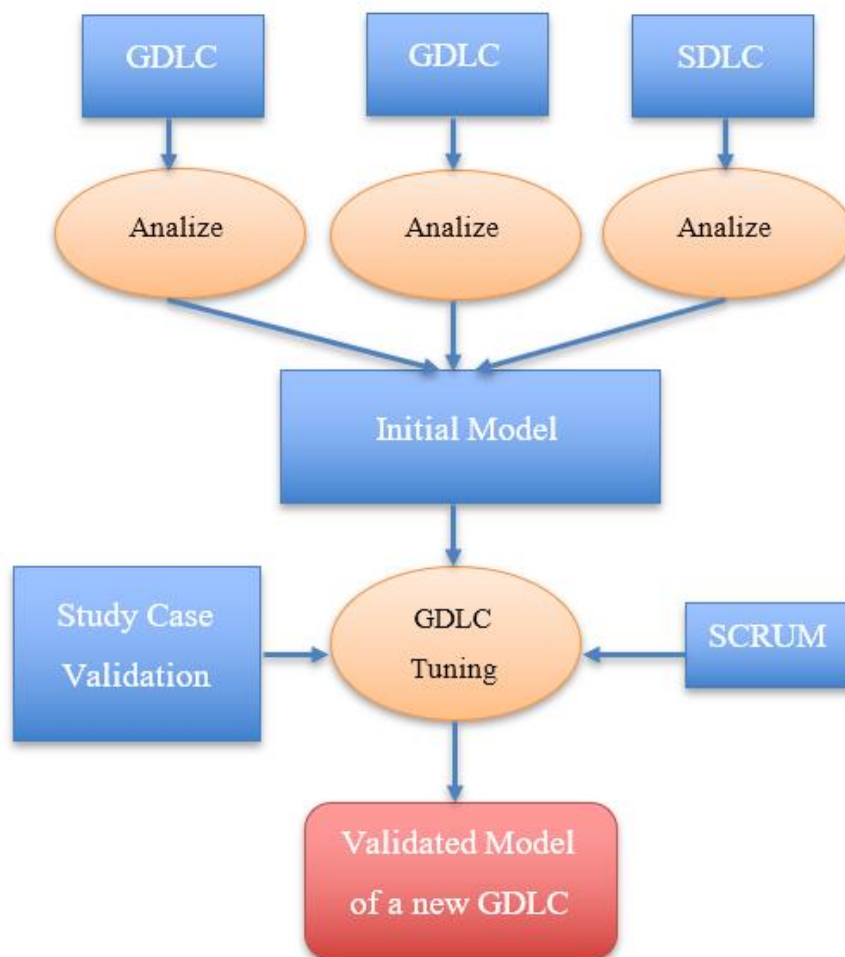 GDLC
GDLC
SDLC
Analize
Analize
Analize
Initial Model
Study Case
Validation
GDLC
Tuning
SCRUM
Validated Model
of a new GDLC